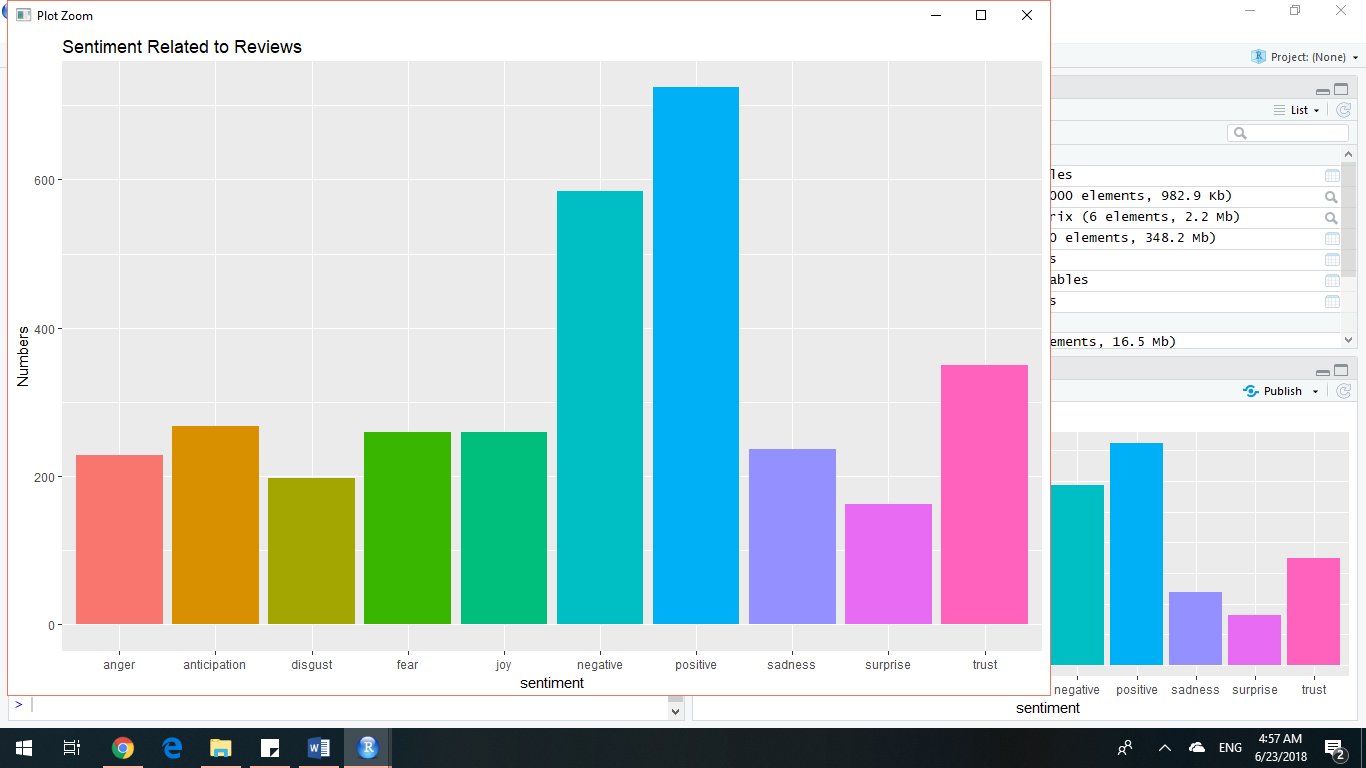 Plot Zoom
Sentiment Related to Reviews
Numbers
600
400
200
0
anger anticipation disgust fear joy negative positive sadness surprise trust
sentiment
Project: (None)
List
les
000 elements, 982.9 Kb)
rix (6 elements, 2.2 Mb)
0 elements, 348.2 Mb)
s
ables
s
ements, 16.5 Mb)
Publish
negative positive sadness surprise trust
sentiment
>
ENG
4:57 AM
6/23/2018
2